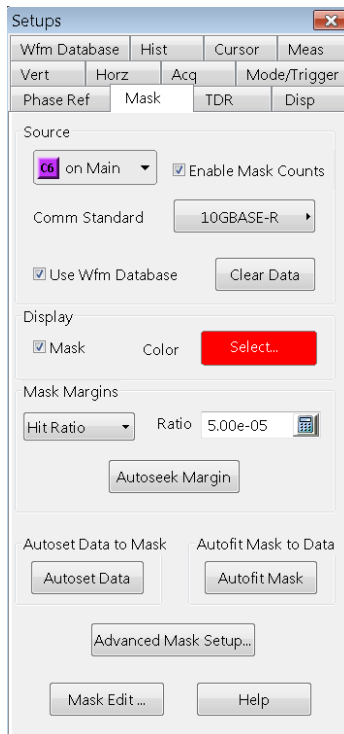 Setups
Wfm Database Hist Cursor Meas
Vert Horz Acq Mode/Trigger
Phase Ref Mask TDR Disp
Source
C6 on Main Enable Mask Counts
Comm Standard 10GBASE-R
Use Wfm Database Clear Data
Display
Mask Color Select...
Mask Margins
Hit Ratio Ratio 5.00e-05
Autoseek Margin
Autoset Data to Mask Autofit Mask to Data
Autoset Data Autofit Mask
Advanced Mask Setup...
Mask Edit ... Help